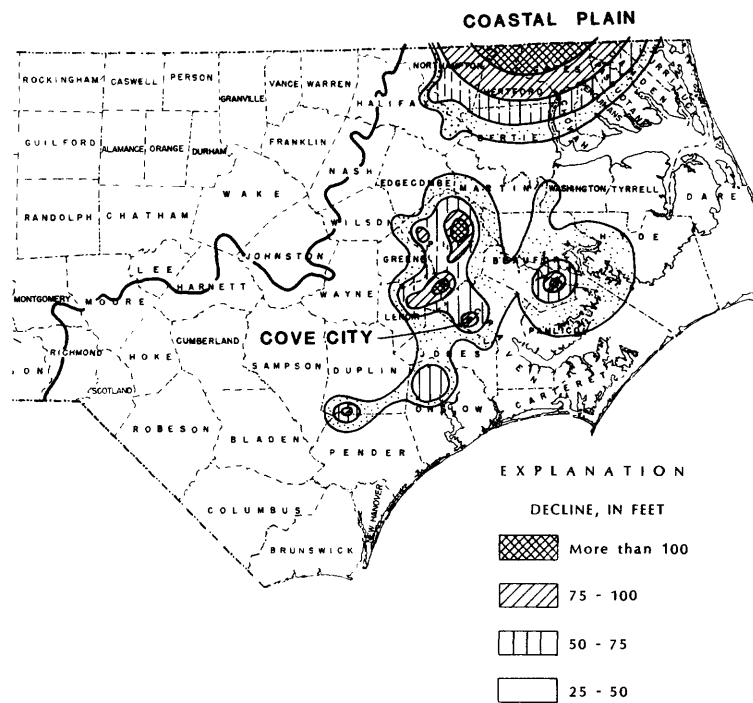 COASTAL PLAIN
ROCKINGHAM CASWELL PERSON VANCE WARREN NORTHAMPTON
GRANVILLE HALIFAX HERTFORD
GUILFORD ALAMANCE ORANGE DURHAM FRANKLIN BERTIE
NASH
RANDOLPH CHATHAM WAKE EDGECOMBE MARTIN WASHINGTON TYRRELL DARE
WILSON
LEE JOHNSTON GREENE BEAUFORT HYDE
MONTGOMERY MOORE HARNETT WAYNE
LENOIR
COVE CITY PAMLICO
RICHMOND HOKE CUMBERLAND SAMPSON DUPLIN JONES CRAVEN
SCOTLAND CARTERET
ROBESON BLADEN ONSLOW
PENDER
COLUMBUS NEW HANOVER
BRUNSWICK
EXPLANATION
DECLINE, IN FEET
More than 100
75 - 100
50 - 75
25 - 50